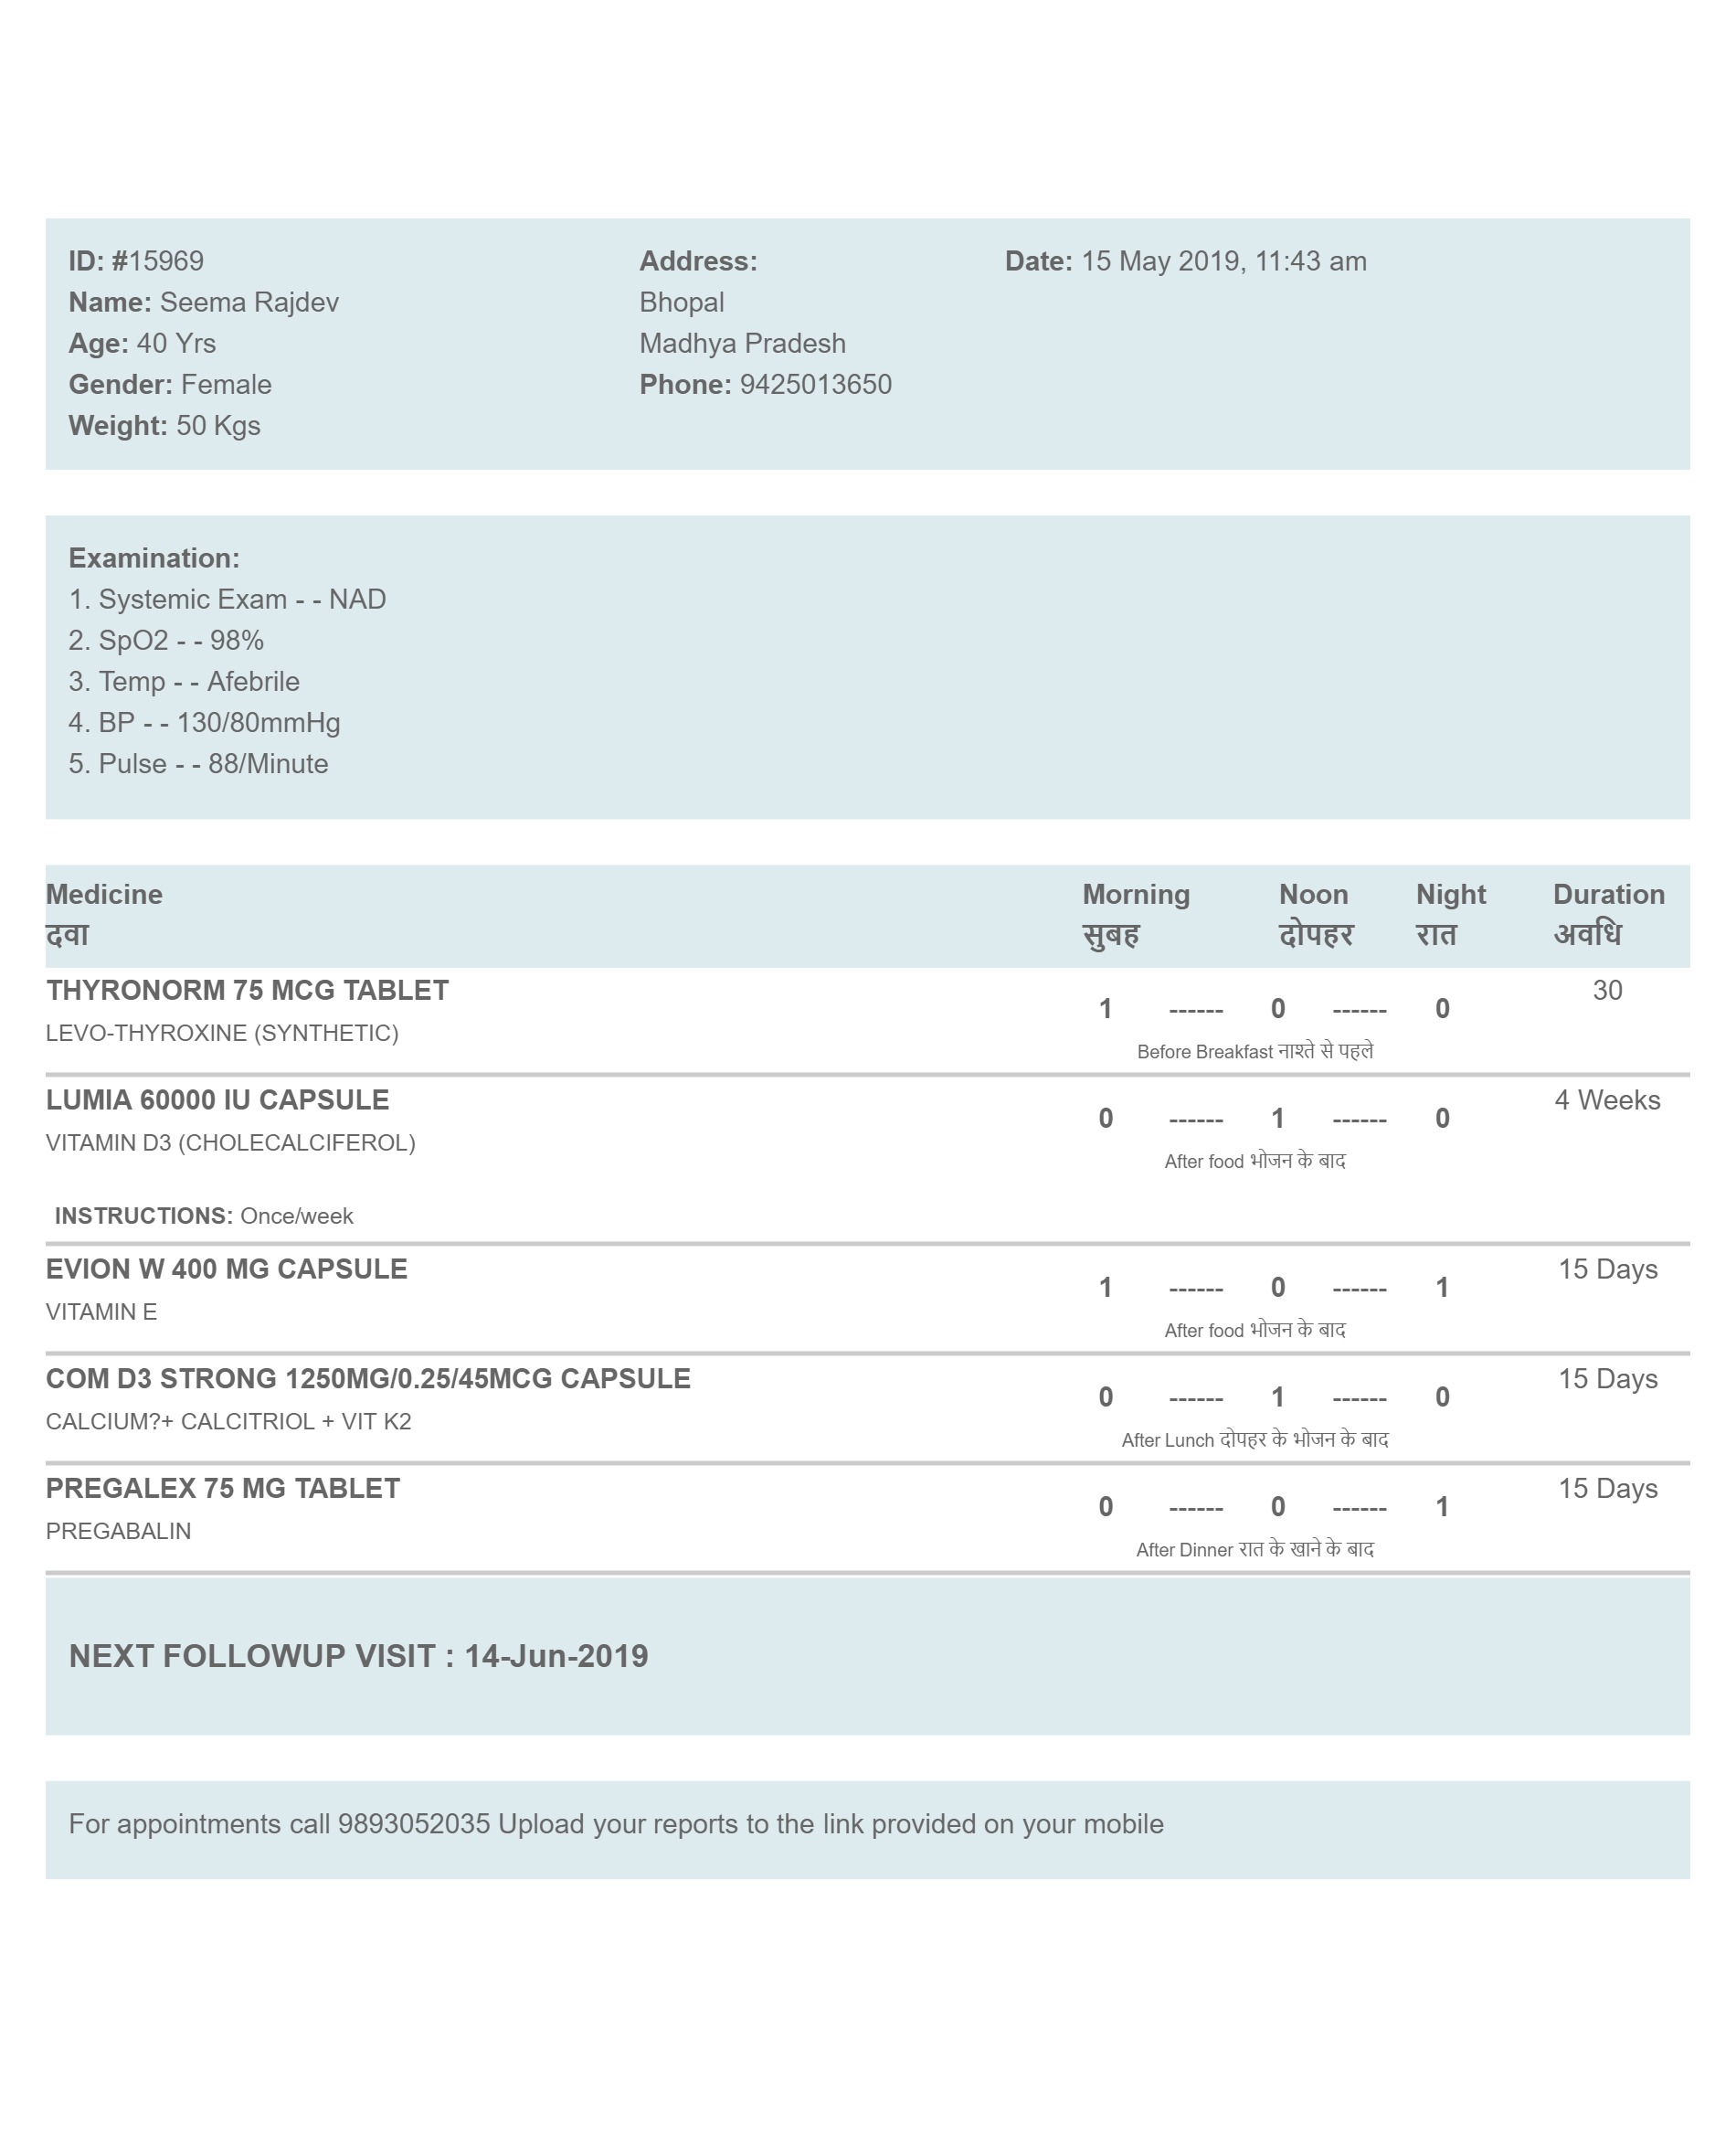 ID: #15969
Name: Seema Rajdev
Age: 40 Yrs
Gender: Female
Weight: 50 Kgs
Address:
Bhopal
Madhya Pradesh
Phone: 9425013650
Date: 15 May 2019, 11:43 am
Examination:
1. Systemic Exam - - NAD
2. SpO2 - - 98%
3. Temp - - Afebrile
4. BP - - 130/80mmHg
5. Pulse - - 88/Minute
Medicine Morning Noon Night Duration
दवा सुबह दोपहर रात अवधि
THYRONORM 75 MCG TABLET 30
1 ------ 0 ------ 0
LEVO-THYROXINE (SYNTHETIC)
Before Breakfast नाश्ते से पहले
LUMIA 60000 IU CAPSULE 4 Weeks
0 ------ 1 ------ 0
VITAMIN D3 (CHOLECALCIFEROL)
After food भोजन के बाद
INSTRUCTIONS: Once/week
EVION W 400 MG CAPSULE 15 Days
1 ------ 0 ------ 1
VITAMIN E
After food भोजन के बाद
COM D3 STRONG 1250MG/0.25/45MCG CAPSULE 15 Days
0 ------ 1 ------ 0
CALCIUM?+ CALCITRIOL + VIT K2
After Lunch दोपहर के भोजन के बाद
PREGALEX 75 MG TABLET 15 Days
0 ------ 0 ------ 1
PREGABALIN
After Dinner रात के खाने के बाद
NEXT FOLLOWUP VISIT : 14-Jun-2019
For appointments call 9893052035 Upload your reports to the link provided on your mobile